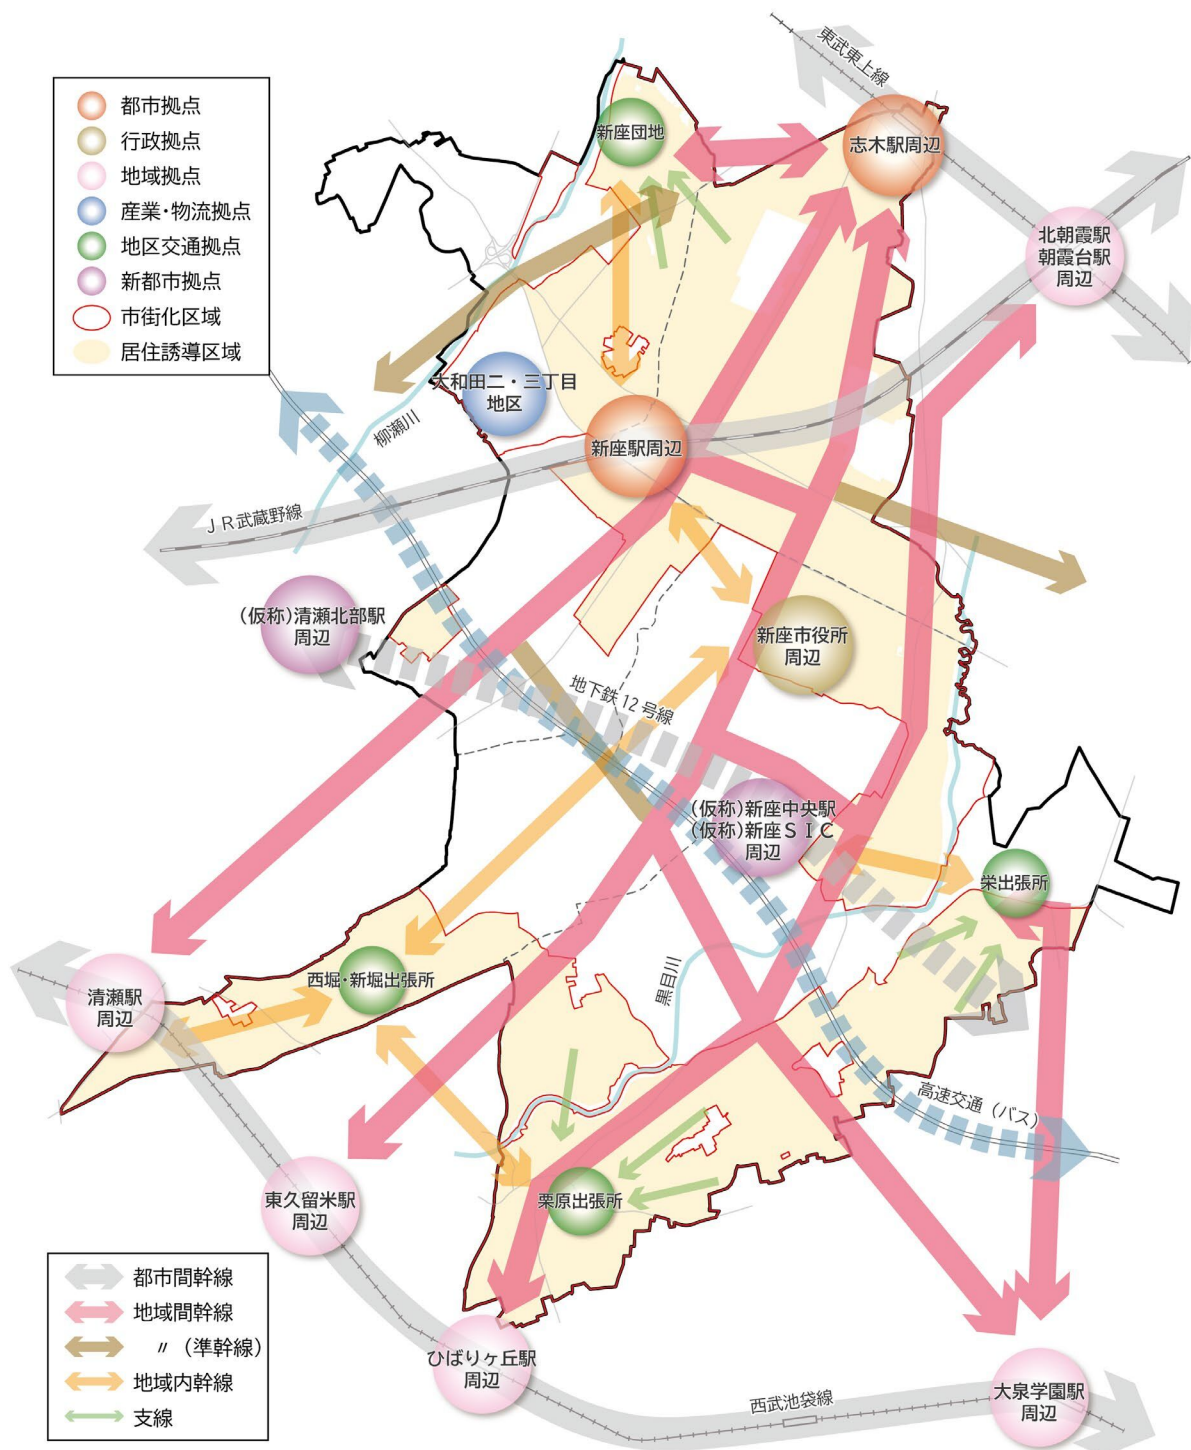 都市拠点
行政拠点
地域拠点
産業・物流拠点
地区交通拠点
新都市拠点
市街化区域
居住誘導区域
東武東上線
新座団地
志木駅周辺
北朝霞駅
朝霞台駅
周辺
大和田二・三丁目
地区
柳瀬川
新座駅周辺
ＪＲ武蔵野線
(仮称)清瀬北部駅
周辺
新座市役所
周辺
地下鉄12号線
(仮称)新座中央駅
(仮称)新座ＳＩＣ
周辺
栄出張所
西堀・新堀出張所
清瀬駅
周辺
黒目川
高速交通（バス）
栗原出張所
東久留米駅
周辺
ひばりヶ丘駅
周辺
西武池袋線
大泉学園駅
周辺
都市間幹線
地域間幹線
〃（準幹線）
地域内幹線
支線